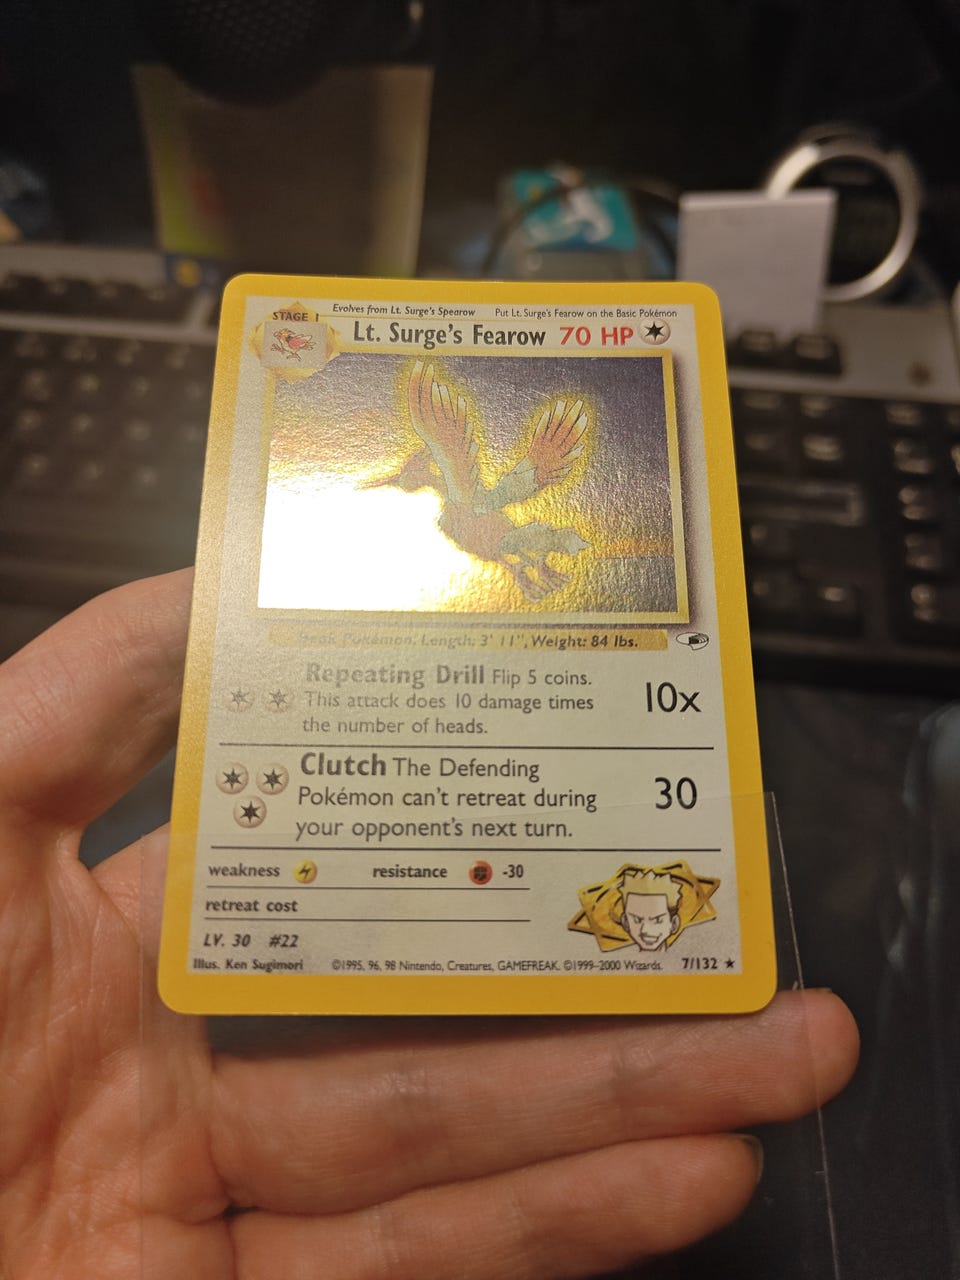 Evolves from Lt. Surge's Spearow Put Lt. Surge's Fearow on the Basic Pokémon
STAGE 1
Lt. Surge's Fearow 70 HP
Beak Pokémon. Length: 3' 11", Weight: 84 lbs.
Repeating Drill Flip 5 coins.
This attack does 10 damage times 10x
the number of heads.
Clutch The Defending
Pokémon can't retreat during 30
your opponent's next turn.
weakness resistance -30
retreat cost
LV. 30 #22
Illus. Ken Sugimori ©1995, 96, 98 Nintendo, Creatures, GAMEFREAK. ©1999-2000 Wizards. 7/132 ★